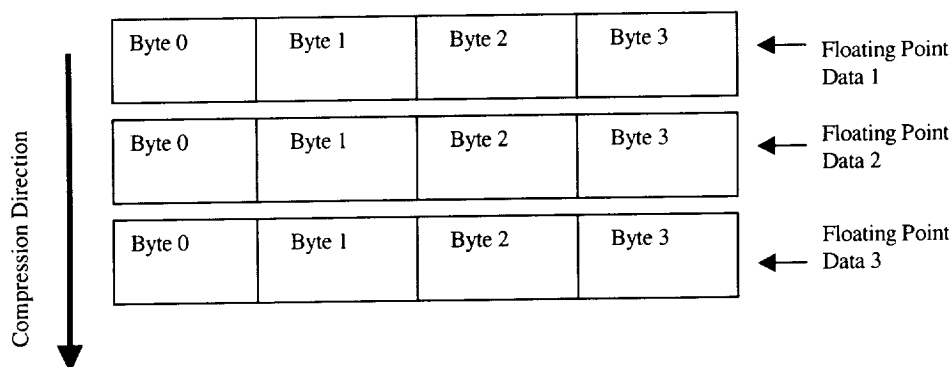 Byte 0 Byte 1 Byte 2 Byte 3
Floating Point
Data 1
Byte 0 Byte 1 Byte 2 Byte 3
Floating Point
Data 2
Byte 0 Byte 1 Byte 2 Byte 3
Floating Point
Data 3
Compression Direction